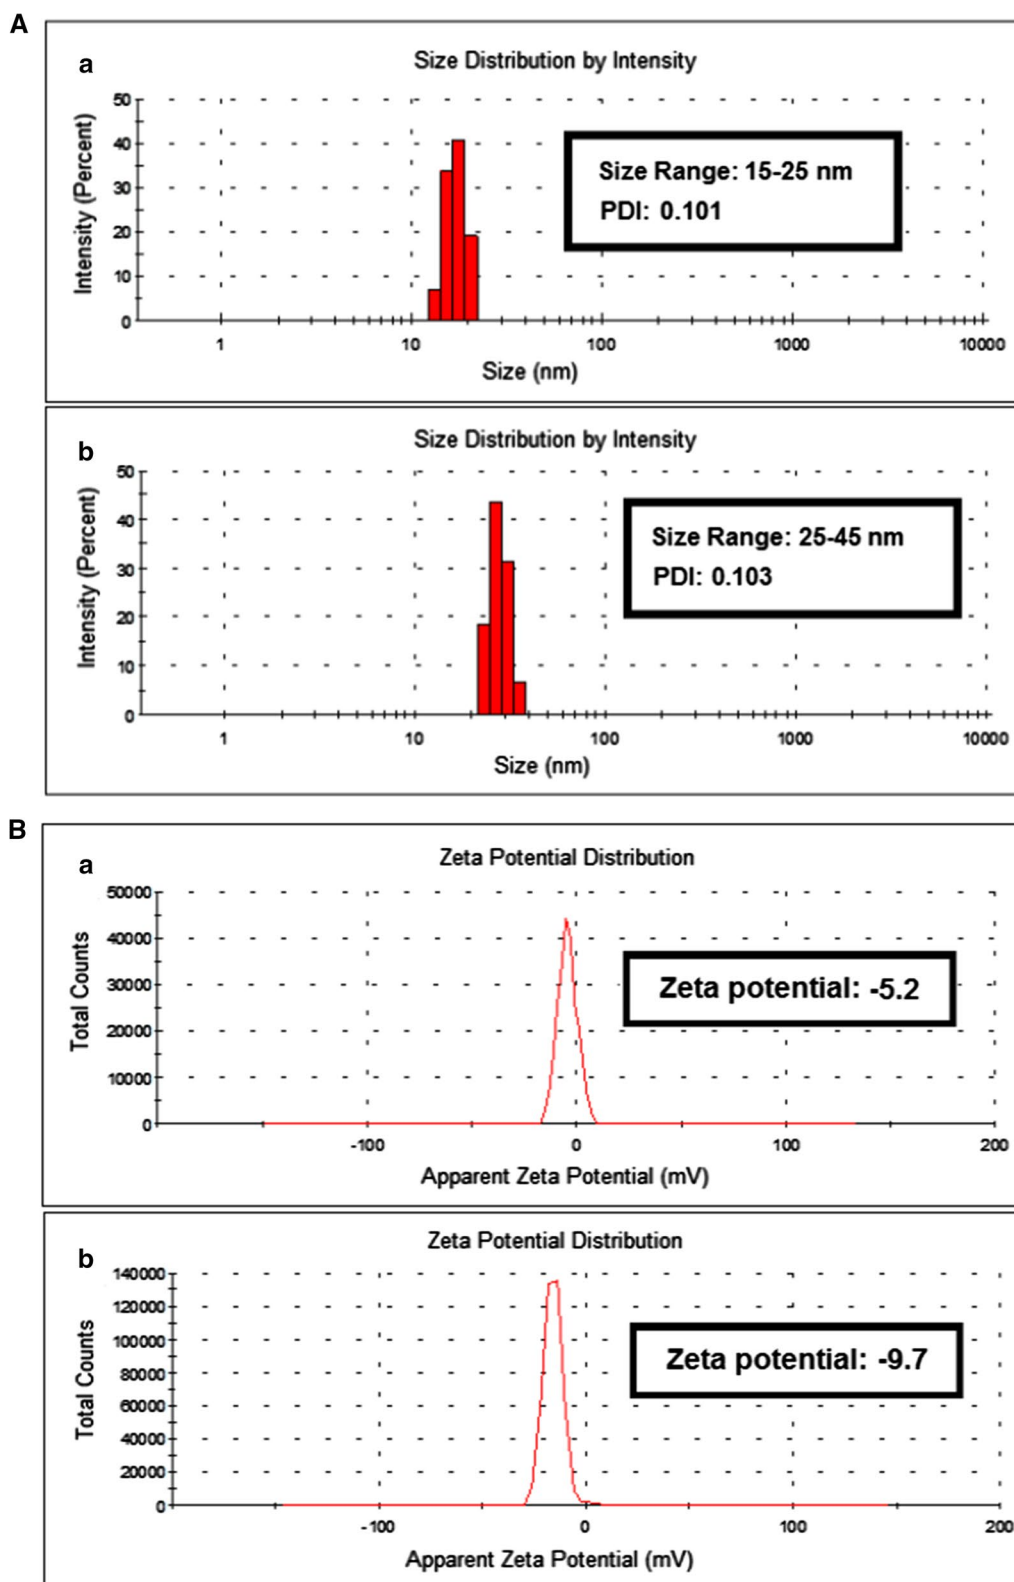 A
a
Size Distribution by Intensity
Intensity (Percent)
50
40
30
20
10
0
Size Range: 15-25 nm
PDI: 0.101
1 10 100 1000 10000
Size (nm)
b
Size Distribution by Intensity
Intensity (Percent)
50
40
30
20
10
0
Size Range: 25-45 nm
PDI: 0.103
1 10 100 1000 10000
Size (nm)
B
a
Zeta Potential Distribution
Total Counts
50000
40000
30000
20000
10000
0
Zeta potential: -5.2
-100 0 100 200
Apparent Zeta Potential (mV)
b
Zeta Potential Distribution
Total Counts
140000
120000
100000
80000
60000
40000
20000
0
Zeta potential: -9.7
-100 0 100 200
Apparent Zeta Potential (mV)